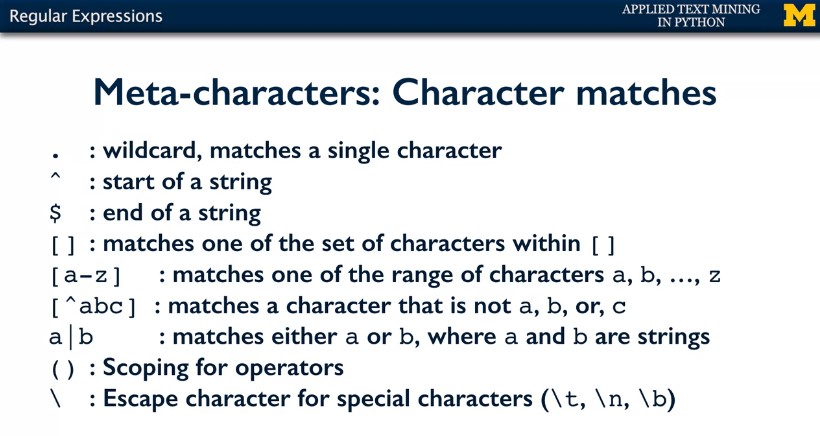 Regular Expressions
APPLIED TEXT MINING
IN PYTHON
M
Meta-characters: Character matches
. : wildcard, matches a single character
^ : start of a string
$ : end of a string
[] : matches one of the set of characters within []
[a-z] : matches one of the range of characters a, b, …, z
[^abc] : matches a character that is not a, b, or, c
a|b : matches either a or b, where a and b are strings
() : Scoping for operators
\ : Escape character for special characters (\t, \n, \b)